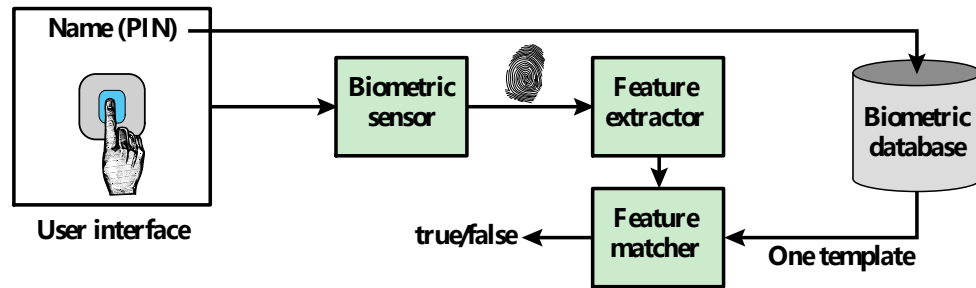 Name (PIN)
Biometric
sensor
Feature
extractor
Biometric
database
User interface
true/false
Feature
matcher
One template